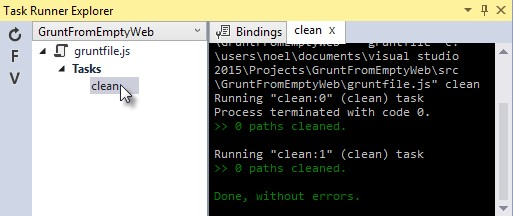 Task Runner Explorer
GruntFromEmptyWeb
gruntfile.js
Tasks
clean
F
V
Bindings
clean x
\users\noel\documents\visual studio
2015\Projects\GruntFromEmptyWeb\src
\GruntFromEmptyWeb\gruntfile.js" clean
Running "clean:0" (clean) task
Process terminated with code 0.
>> 0 paths cleaned.
Running "clean:1" (clean) task
>> 0 paths cleaned.
Done, without errors.